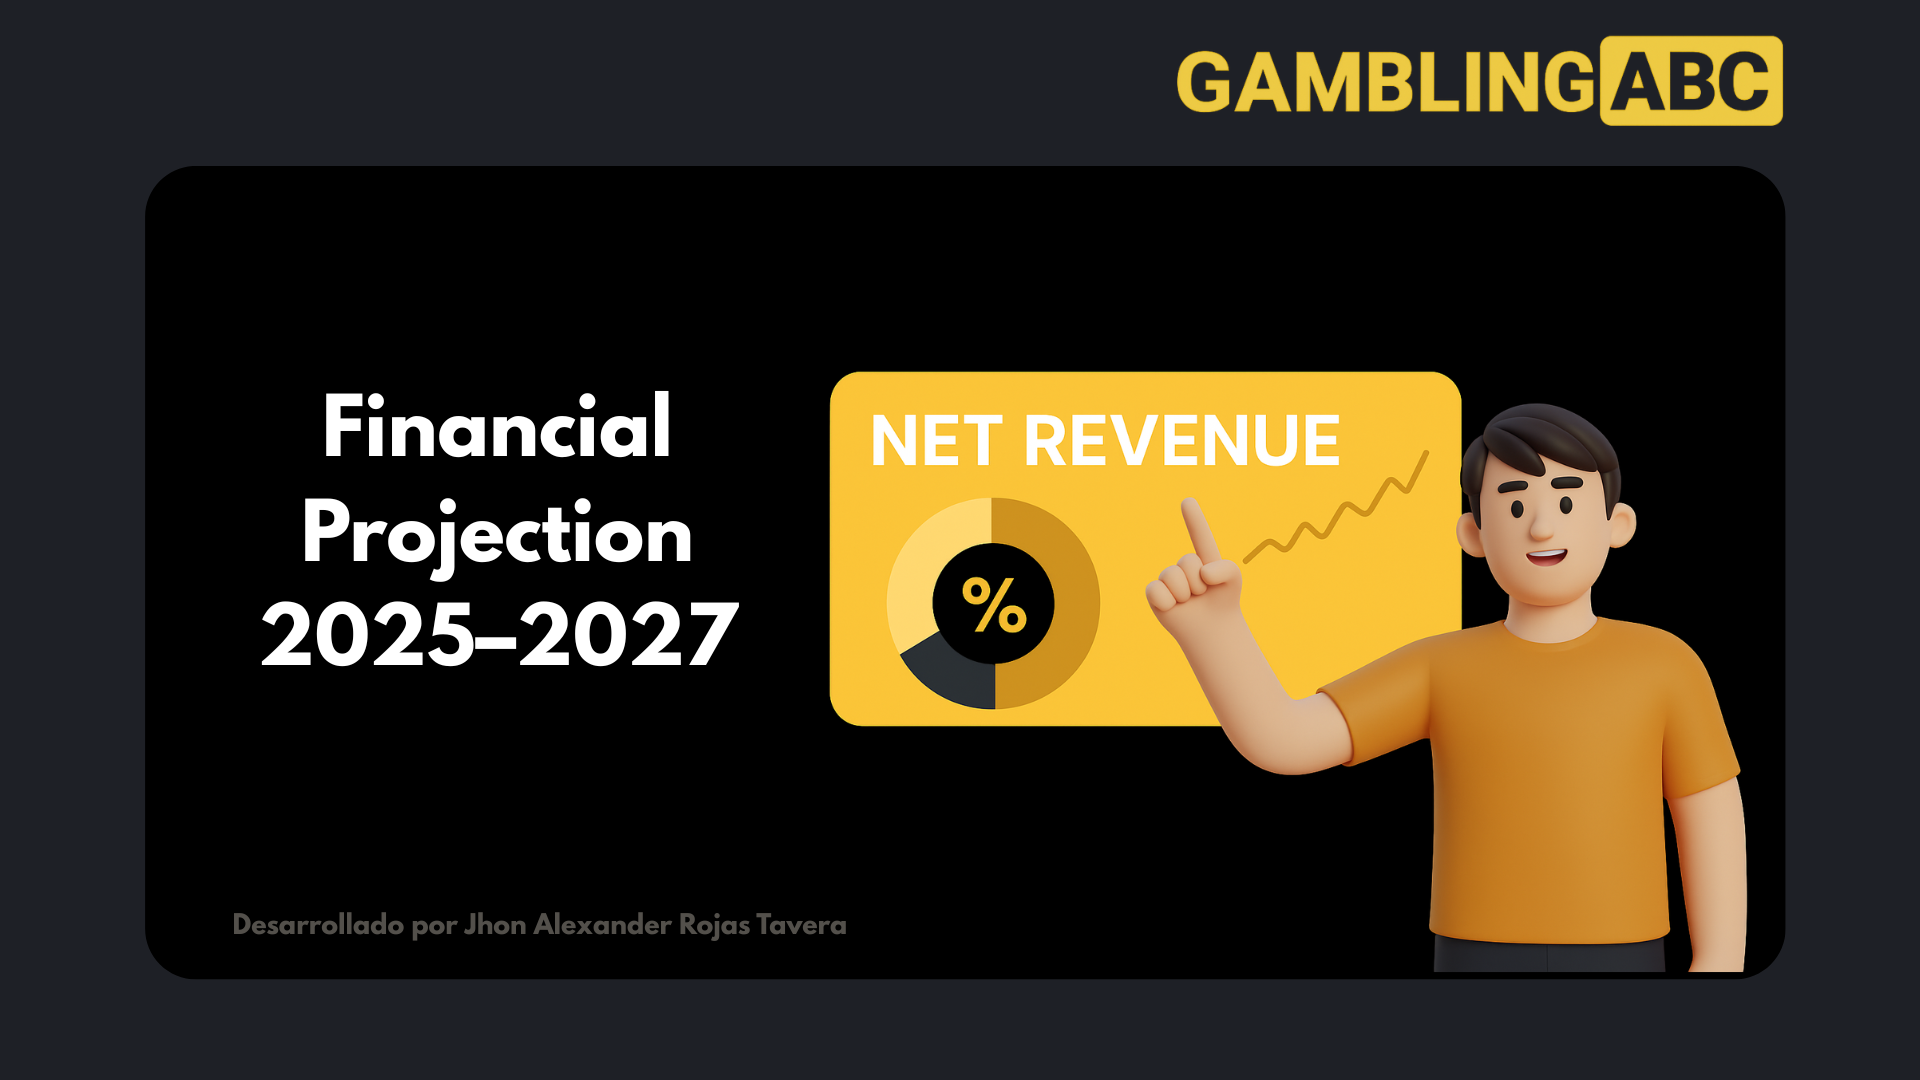 GAMBLINGABC
Financial
Projection
2025–2027
NET REVENUE
%
Desarrollado por Jhon Alexander Rojas Tavera